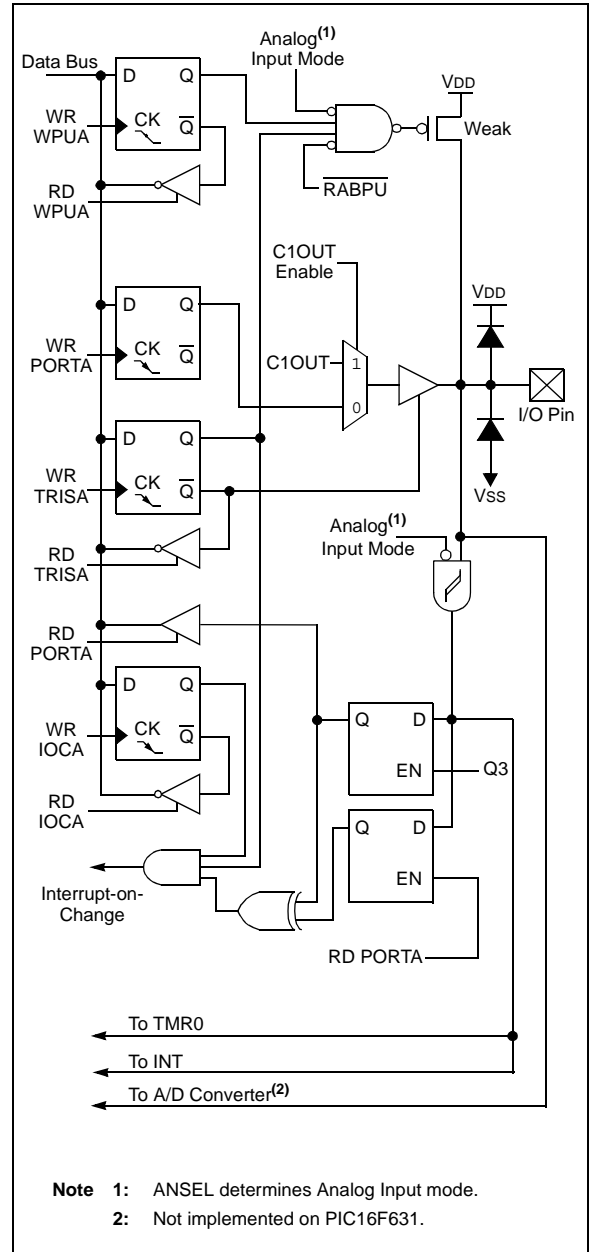 Analog(1)
Input Mode
Data Bus
D Q
VDD
WR
WPUA
CK Q
Weak
RD
WPUA
RABPU
C1OUT
Enable
D Q
VDD
WR
PORTA
CK Q
C1OUT
1
0
I/O Pin
D Q
WR
TRISA
CK Q
VSS
Analog(1)
Input Mode
RD
TRISA
RD
PORTA
D Q
WR
IOCA
CK Q
Q D
EN
Q3
RD
IOCA
Q D
EN
Interrupt-on-
Change
RD PORTA
To TMR0
To INT
To A/D Converter(2)
Note 1: ANSEL determines Analog Input mode.
2: Not implemented on PIC16F631.